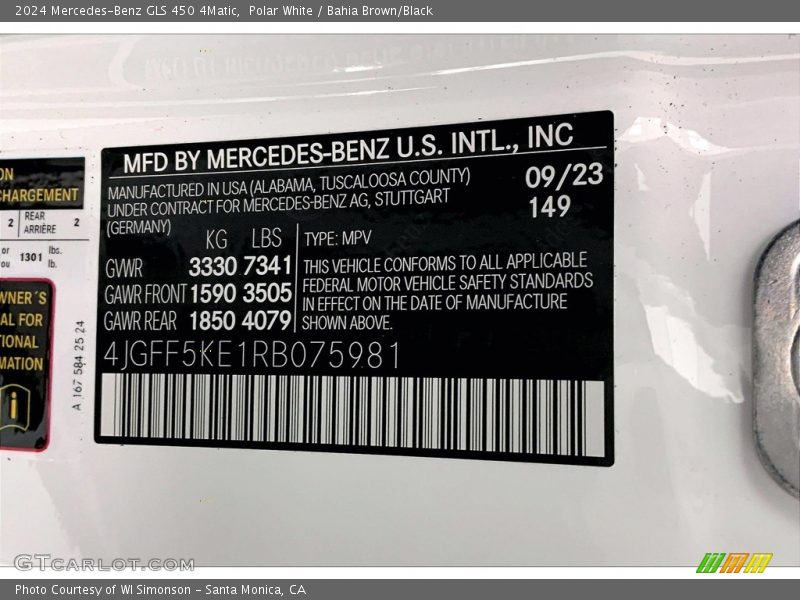 2024 Mercedes-Benz GLS 450 4Matic,  Polar White / Bahia Brown/Black
MFD BY MERCEDES-BENZ U.S. INTL., INC
MANUFACTURED IN USA (ALABAMA, TUSCALOOSA COUNTY)
UNDER CONTRACT FOR MERCEDES-BENZ AG, STUTTGART
(GERMANY)
09/23
149
KG LBS
GVWR 3330 7341
GAWR FRONT 1590 3505
GAWR REAR 1850 4079
TYPE: MPV
THIS VEHICLE CONFORMS TO ALL APPLICABLE
FEDERAL MOTOR VEHICLE SAFETY STANDARDS
IN EFFECT ON THE DATE OF MANUFACTURE
SHOWN ABOVE.
4JGFF5KE1RB075981
ON
CHARGEMENT
2 REAR 2
ARRIÈRE
or 1301 lbs.
ou lb.
WNER´S
AL FOR
TIONAL
MATION
i
A 167 584 25 24
GTCARLOT.COM
Photo Courtesy of WI Simonson - Santa Monica, CA